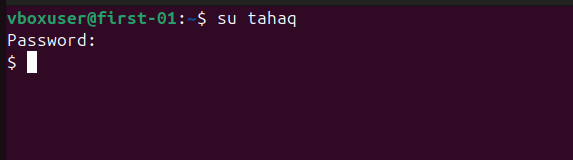 vboxuser@first-01:~$ su tahaq
Password:
$